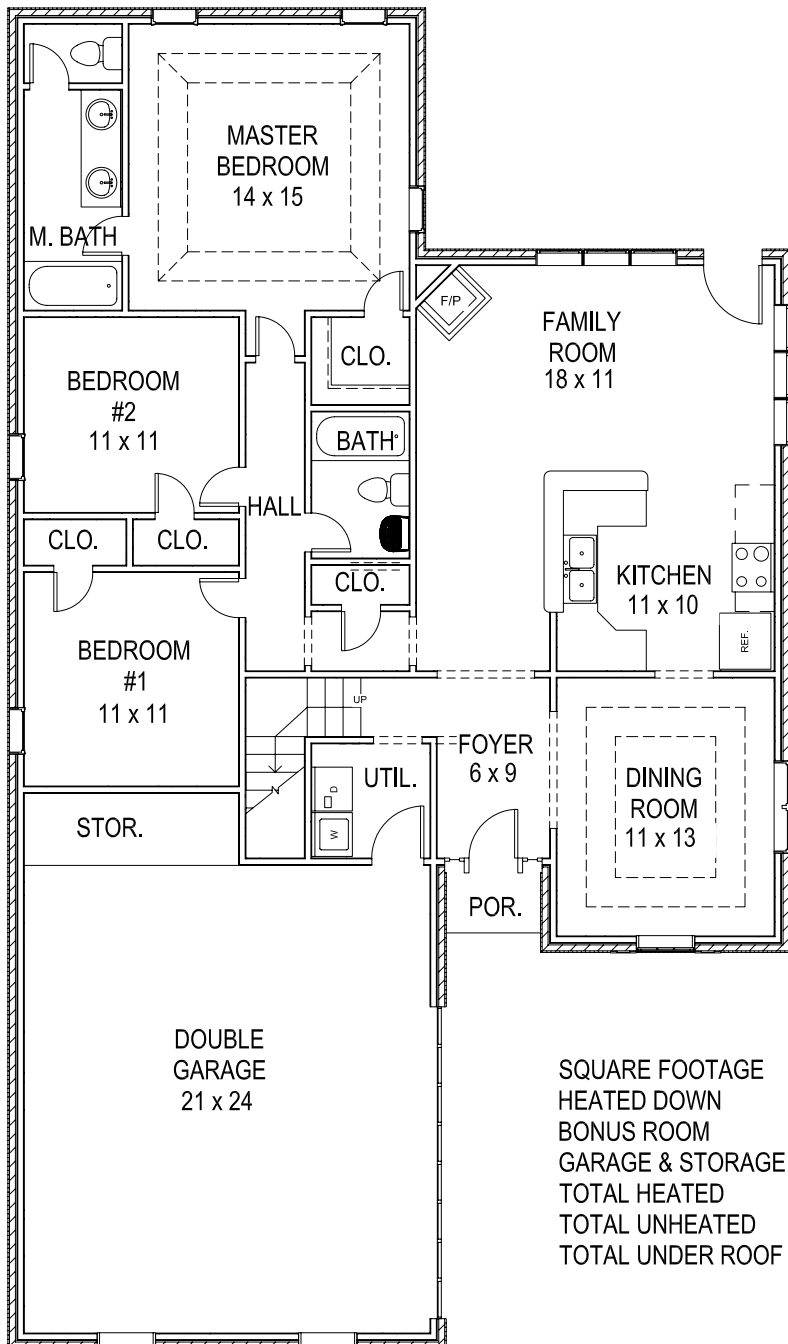 MASTER
BEDROOM
14 x 15
M. BATH
F/P
FAMILY
ROOM
18 x 11
CLO.
BEDROOM
#2
11 x 11
BATH
HALL
CLO.
CLO.
CLO.
KITCHEN
11 x 10
REF.
BEDROOM
#1
11 x 11
UP
FOYER
6 x 9
UTIL.
D
W
DINING
ROOM
11 x 13
STOR.
POR.
DOUBLE
GARAGE
21 x 24
SQUARE FOOTAGE
HEATED DOWN
BONUS ROOM
GARAGE & STORAGE
TOTAL HEATED
TOTAL UNHEATED
TOTAL UNDER ROOF